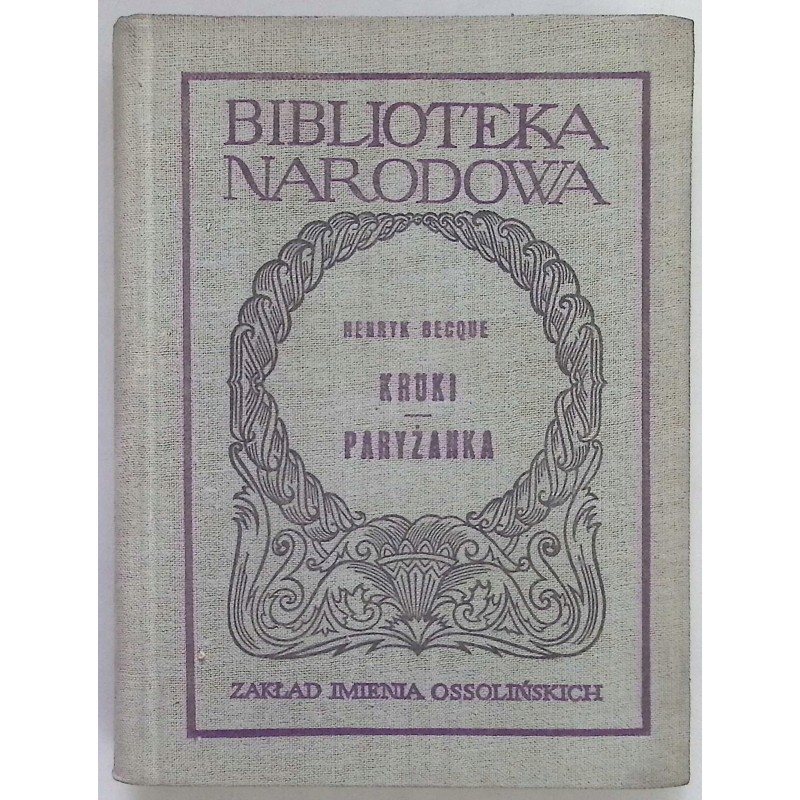 BIBLIOTEKA
NARODOWA
HENRYK BECQUE
KRUKI
PARYŻANKA
ZAKŁAD IMIENIA OSSOLIŃSKICH